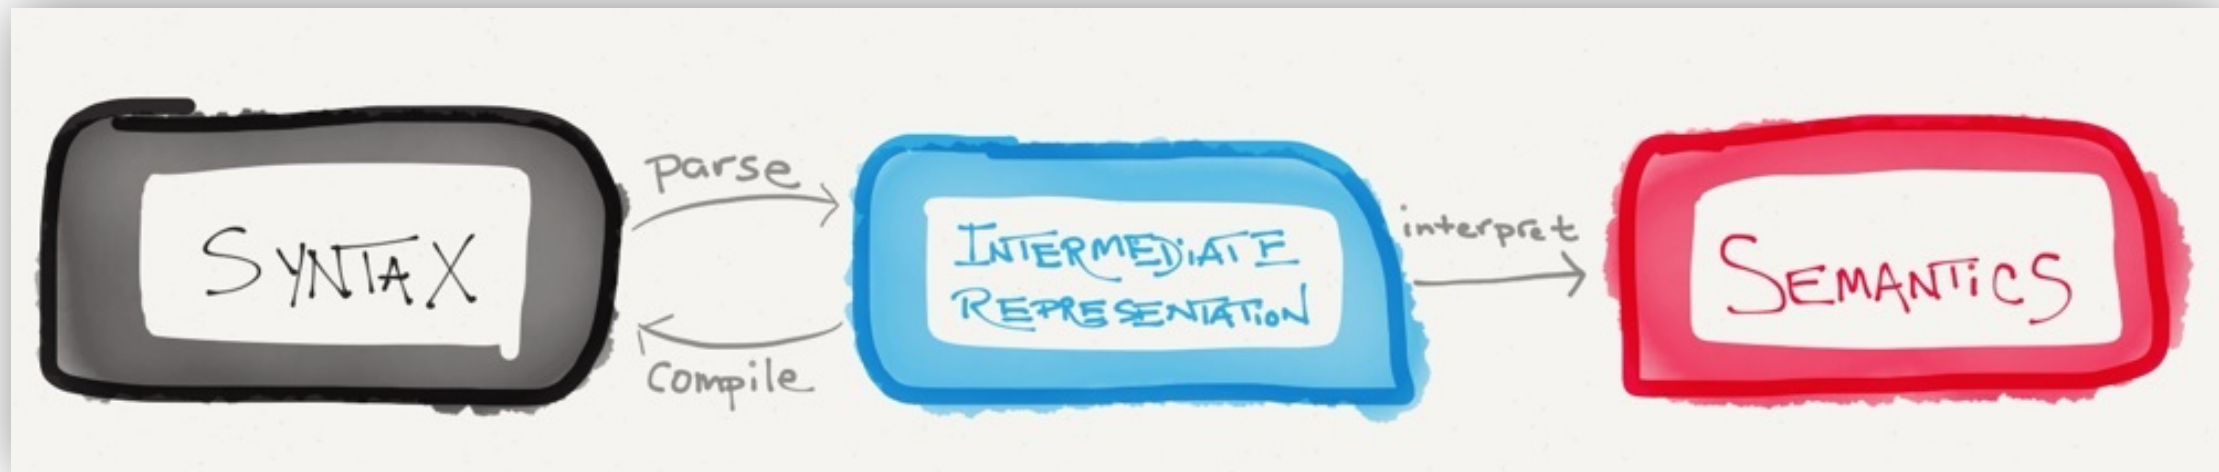 SYNTAX
parse
compile
INTERMEDIATE
REPRESENTATION
interpret
SEMANTICS